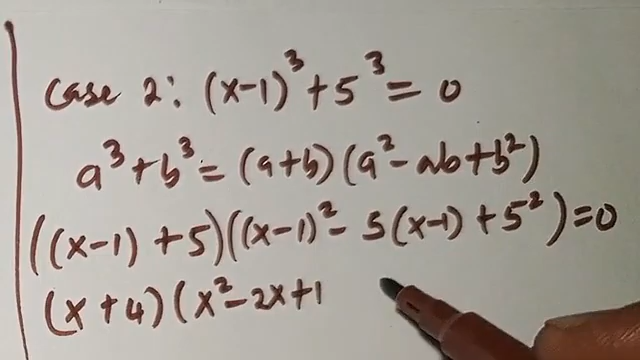 Case 2: (x-1)³ + 5³ = 0
a³ + b³ = (a+b)(a² - ab + b²)
((x-1) + 5)((x-1)² - 5(x-1) + 5²) = 0
(x + 4)(x² - 2x + 1